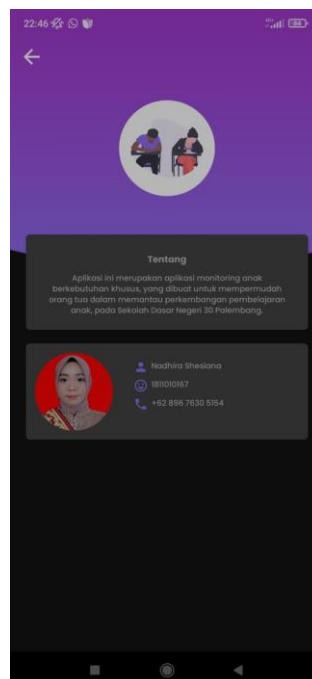 22:46
84
Tentang
Aplikasi ini merupakan aplikasi monitoring anak
berkebutuhan khusus, yang dibuat untuk mempermudah
orang tua dalam memantau perkembangan pembelajaran
anak, pada Sekolah Dasar Negeri 30 Palembang.
Nadhira Shesiana
1811010167
+62 896 7630 5154